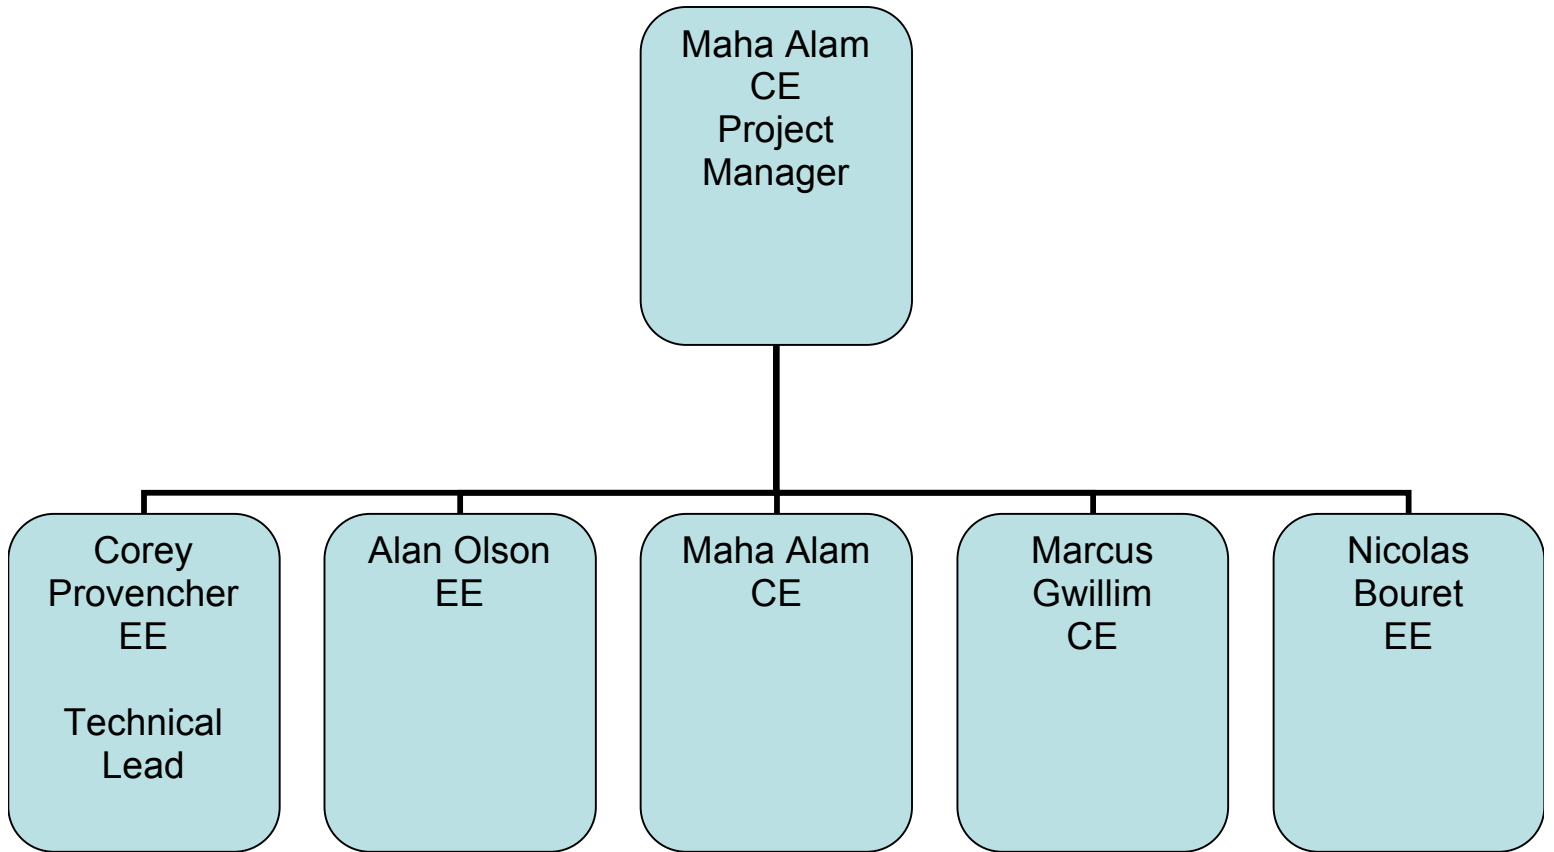 Maha Alam
CE
Project
Manager
Corey
Provencher
EE
Technical
Lead
Alan Olson
EE
Maha Alam
CE
Marcus
Gwillim
CE
Nicolas
Bouret
EE